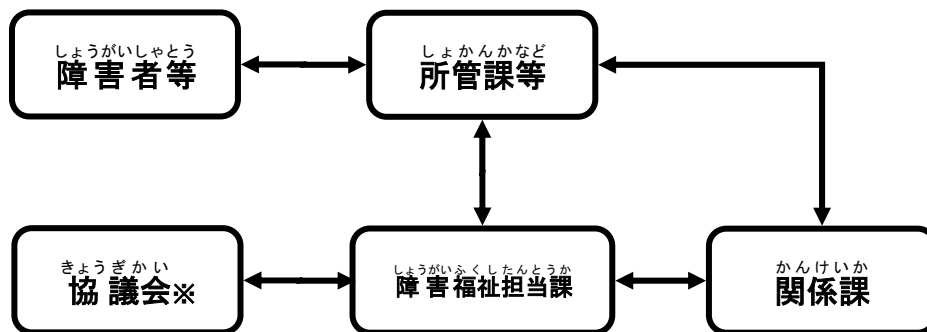 しょうがいしゃとう
障害者等
しょかんかなど
所管課等
きょうぎかい
協議会※
しょうがいふくしたんとうか
障害福祉担当課
かんけいか
関係課